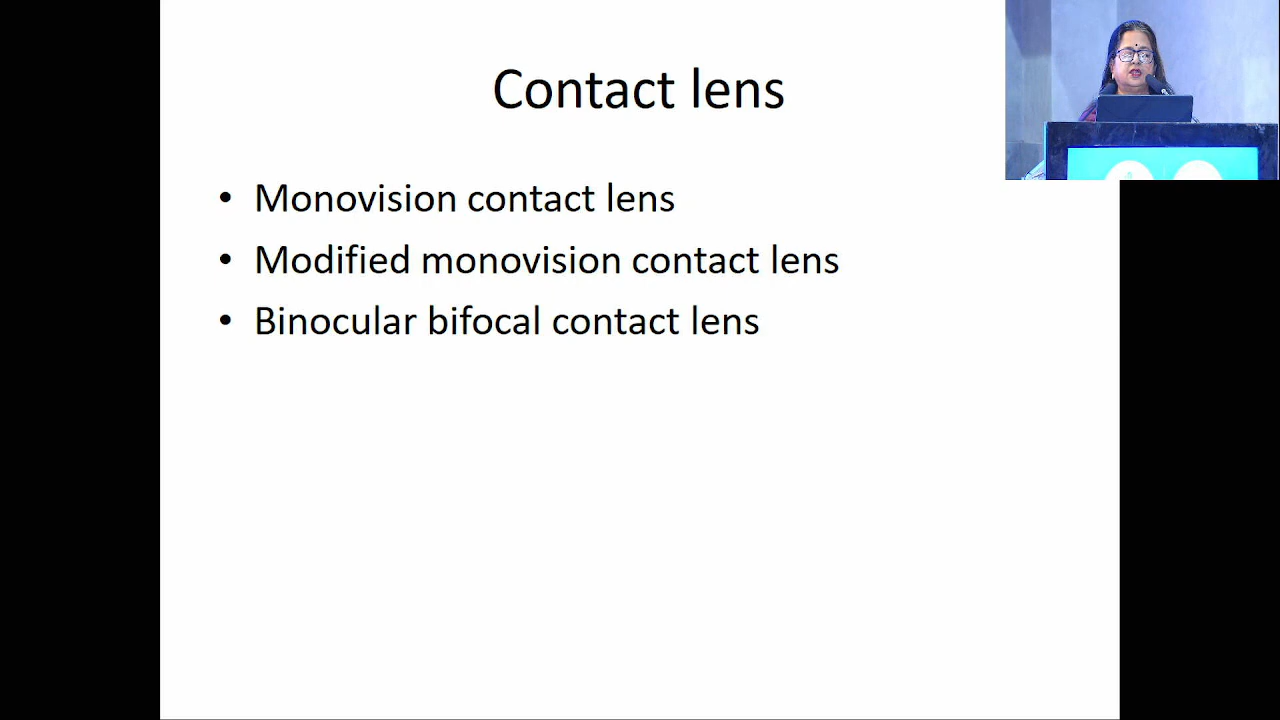 Contact lens
• Monovision contact lens
• Modified monovision contact lens
• Binocular bifocal contact lens